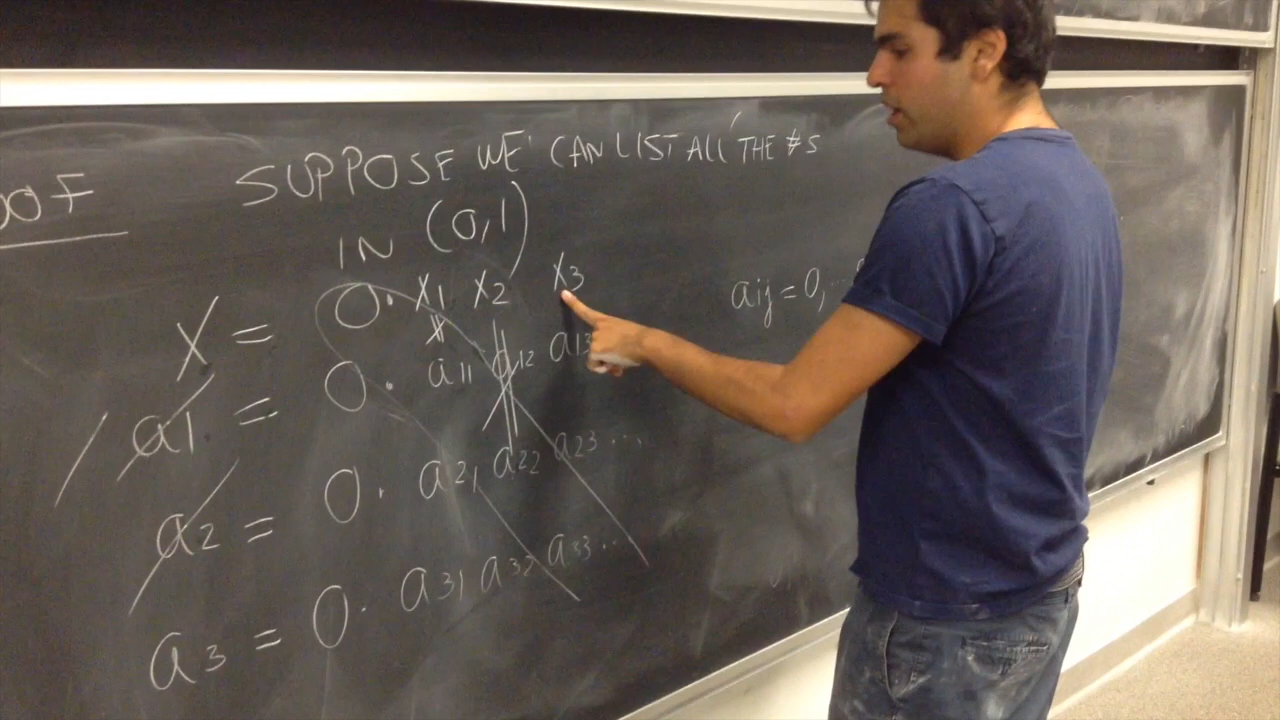 OOF
SUPPOSE WE CAN LIST ALL THE #S
IN (0,1)
X = 0. X1 X2 X3
a1 = 0. a11 a12 a13
aij = 0, ...
a2 = 0. a21 a22 a23 ...
a3 = 0. a31 a32 a33 ...